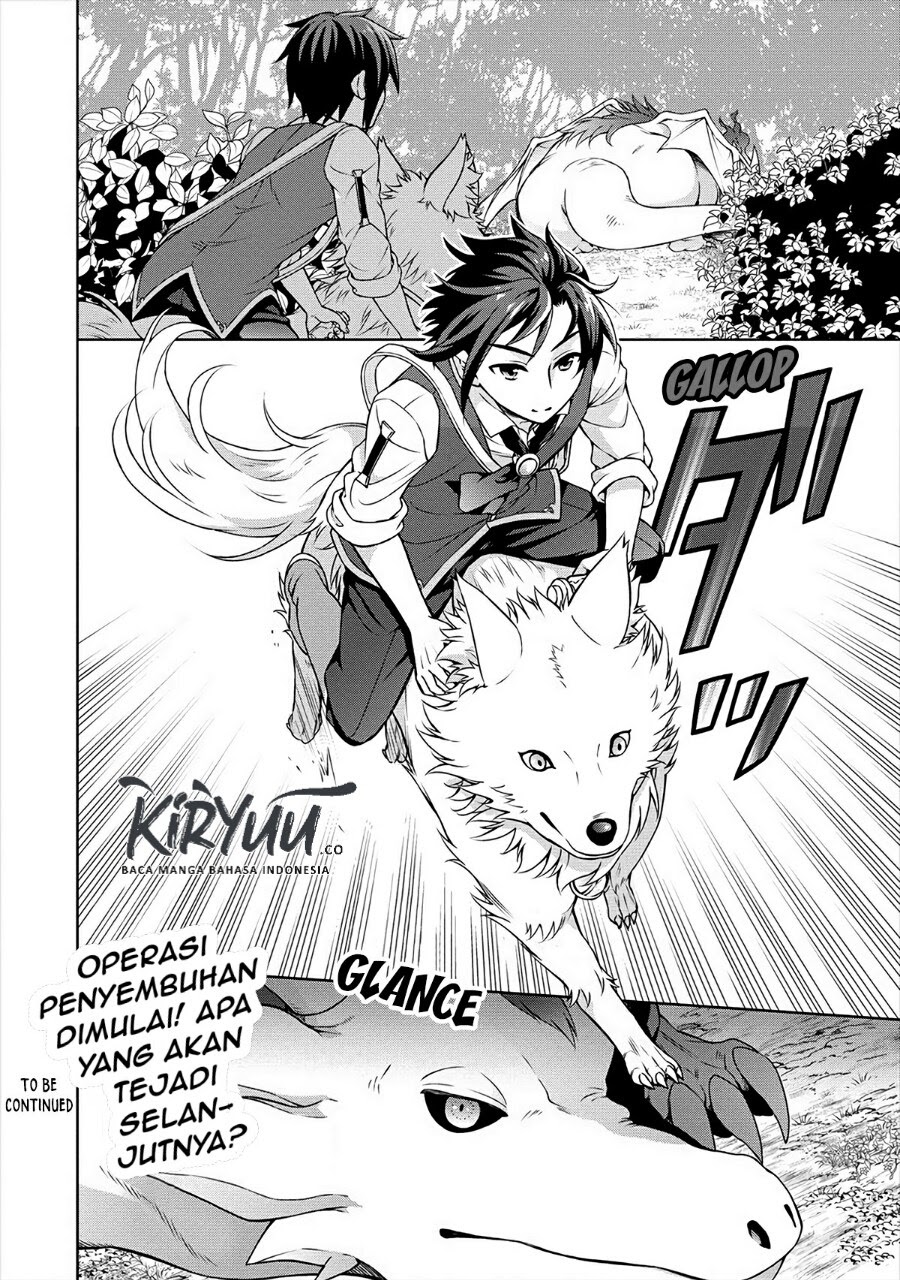 GALLOP
ダッ
KiRYUU.CO
BACA MANGA BAHASA INDONESIA
OPERASI
PENYEMBUHAN
DIMULAI! APA
YANG AKAN
TEJADI
SELAN-
JUTNYA?
GLANCE
TO BE
CONTINUED